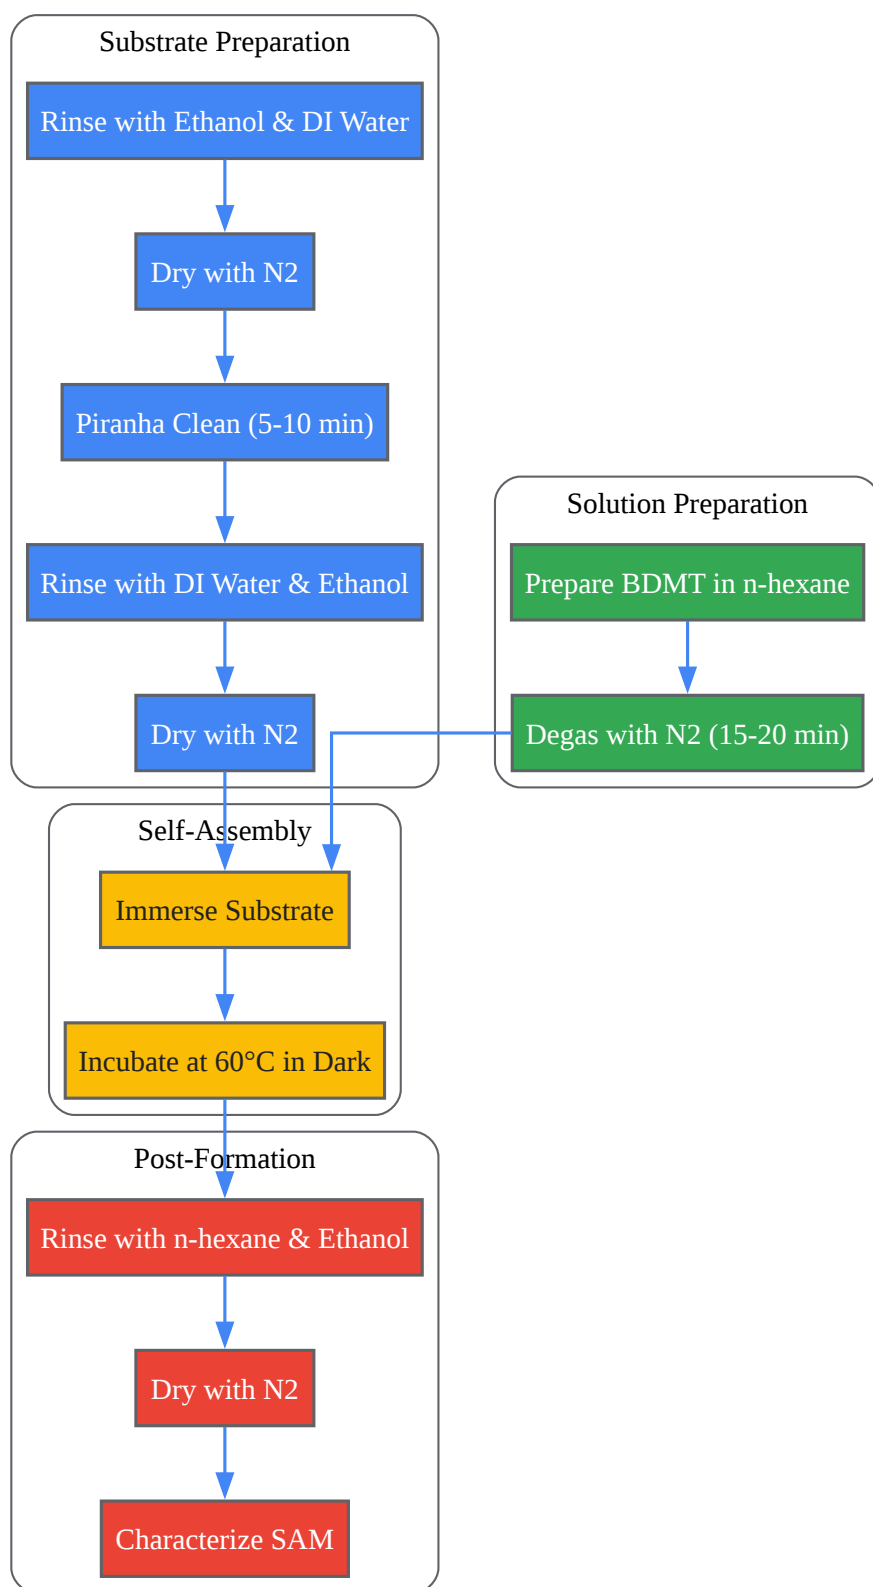 Substrate Preparation
Rinse with Ethanol & DI Water
Dry with N2
Piranha Clean (5-10 min)
Rinse with DI Water & Ethanol
Dry with N2
Solution Preparation
Prepare BDMT in n-hexane
Degas with N2 (15-20 min)
Self-Assembly
Immerse Substrate
Incubate at 60°C in Dark
Post-Formation
Rinse with n-hexane & Ethanol
Dry with N2
Characterize SAM